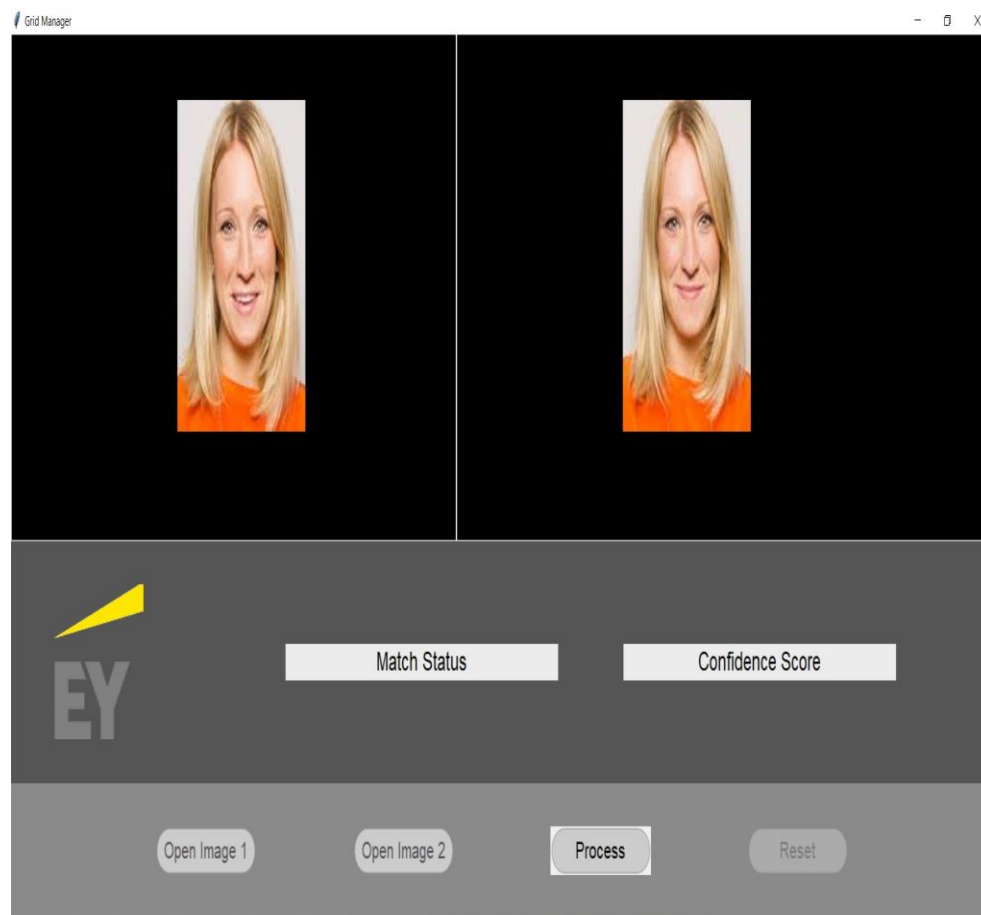 Grid Manager
EY
Match Status
Confidence Score
Open Image 1
Open Image 2
Process
Reset